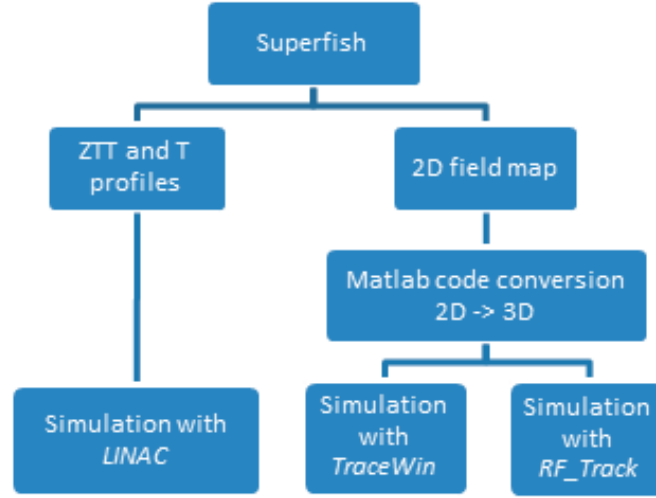 Superfish
ZTT and T
profiles
2D field map
Matlab code conversion
2D -> 3D
Simulation with
LINAC
Simulation
with
TraceWin
Simulation
with
RF_Track